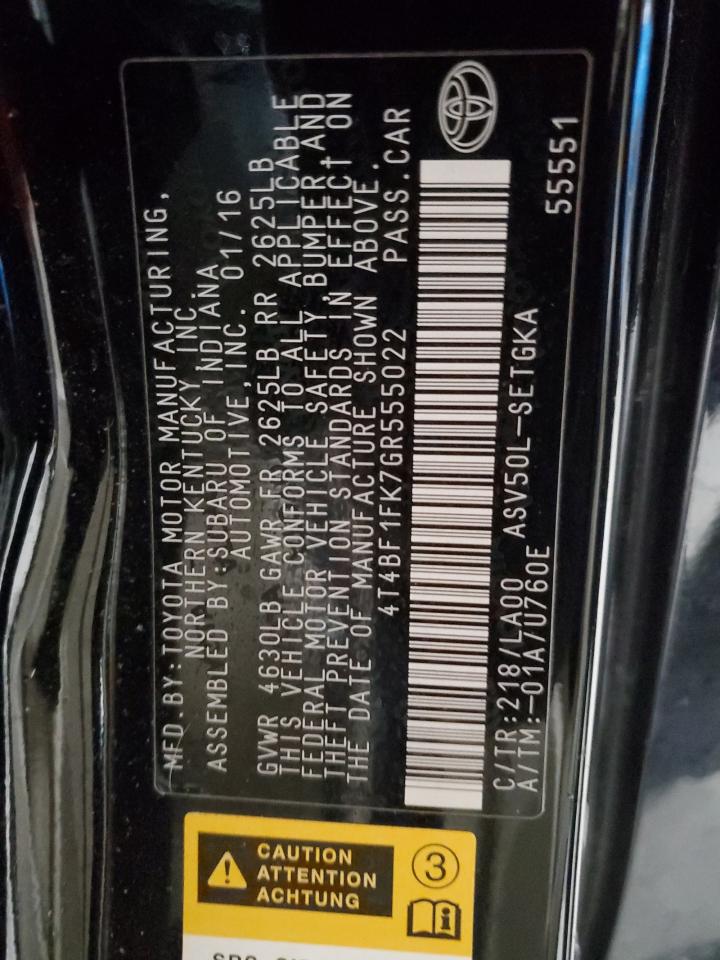 MFD.BY:TOYOTA MOTOR MANUFACTURING,
NORTHERN KENTUCKY INC.
ASSEMBLED BY:SUBARU OF INDIANA
AUTOMOTIVE,INC. 01/16
GVWR 4630LB GAWR FR 2625LB RR 2625LB
THIS VEHICLE CONFORMS TO ALL APPLICABLE
FEDERAL MOTOR VEHICLE SAFETY,BUMPER,AND
THEFT PREVENTION STANDARDS IN EFFECT ON
THE DATE OF MANUFACTURE SHOWN ABOVE.
4T4BF1FK7GR555022 PASS.CAR
C/TR:218/LA00 ASV50L-SETGKA
A/TM:-01A/U760E 55551
CAUTION
ATTENTION
ACHTUNG
3
i